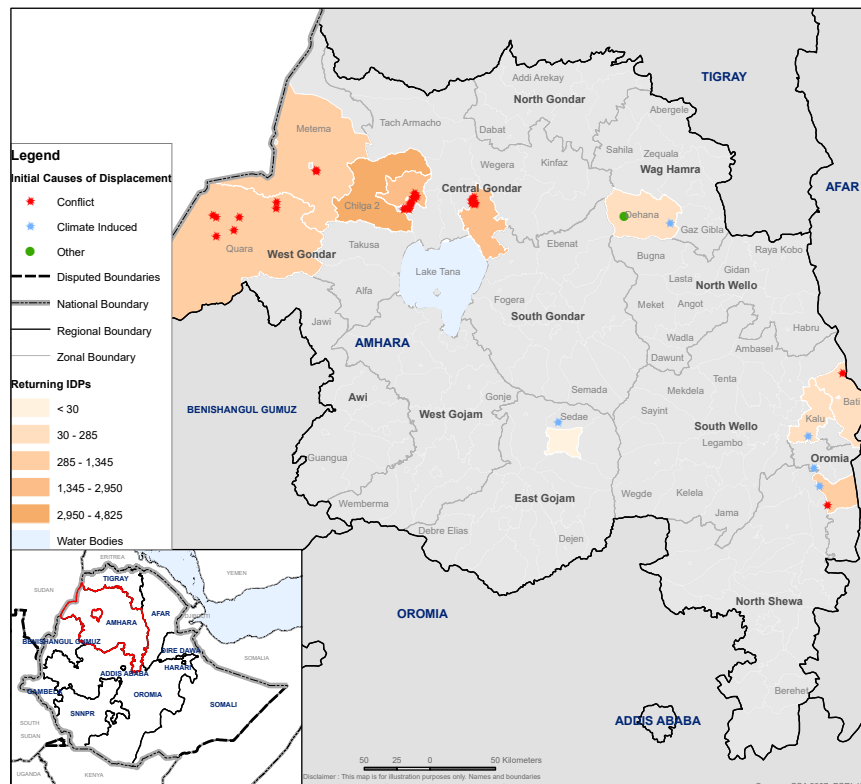 Addi Arekay
TIGRAY
North Gondar
Abergele
Metema
Tach Armacho
Dabat
Legend
Initial Causes of Displacement
Conflict
Climate Induced
Other
Disputed Boundaries
National Boundary
Regional Boundary
Zonal Boundary
Returning IDPs
< 30
30 - 285
285 - 1,345
1,345 - 2,950
2,950 - 4,825
Water Bodies
Sahila
Zequala
Wegera
Kinfaz
Wag Hamra
Central Gondar
AFAR
Chilga 2
Dehana
Gaz Gibla
Quara
West Gondar
Takusa
Ebenat
Bugna
Raya Kobo
Lake Tana
Gidan
Lasta
North Wello
Alfa
Fogera
Meket
Angot
Jawi
South Gondar
Habru
AMHARA
Wadla
Ambasel
Dawunt
Tenta
Mekdela
Bati
Semada
BENISHANGUL GUMUZ
Awi
Gonje
West Gojam
Sedae
Sayint
Kalu
South Wello
Legambo
Oromia
Guangua
East Gojam
Wegde
Kelela
Wemberma
Jama
Debre Elias
Dejen
North Shewa
OROMIA
Berehet
ADDIS ABABA
ERITREA
YEMEN
TIGRAY
SUDAN
AFAR
AMHARA
BENISHANGUL GUMUZ
DIRE DAWA
HARARI
SOMALIA
ADDIS ABABA
GAMBELA
OROMIA
SOMALI
SNNPR
SOUTH
SUDAN
UGANDA
KENYA
50 25 0 50 Kilometers
Disclaimer : This map is for illustration purposes only. Names and boundaries